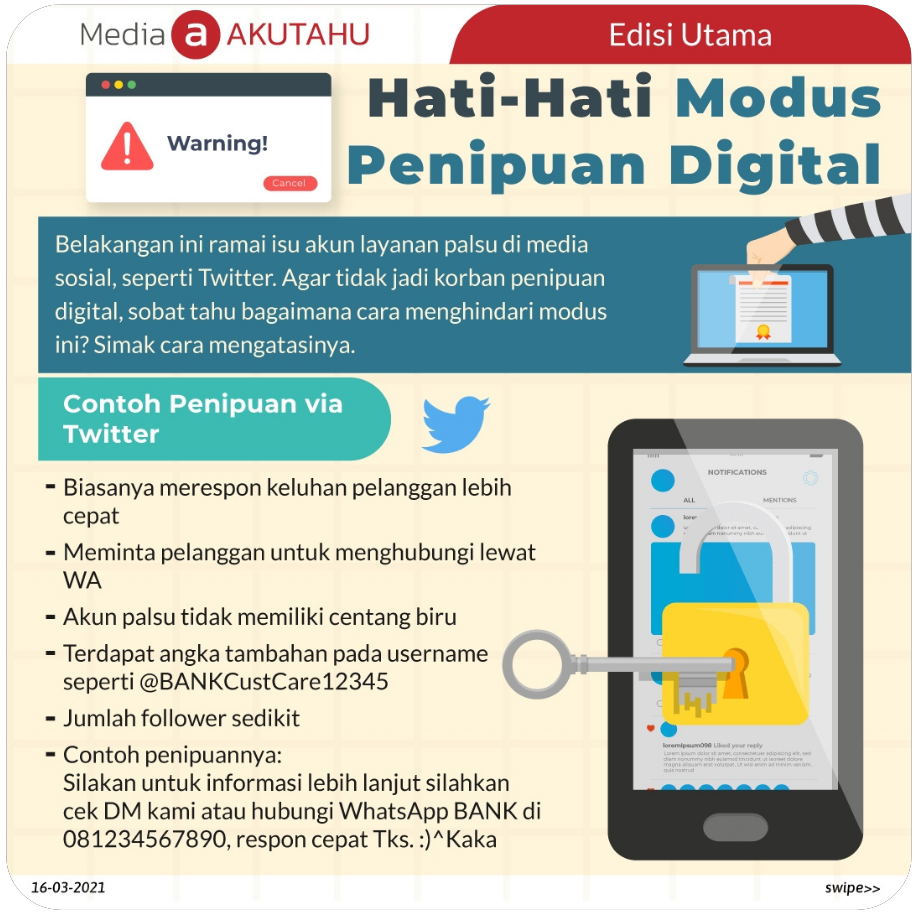 Media a AKUTAHU
Edisi Utama
Warning!
Cancel
Hati-Hati Modus
Penipuan Digital
Belakangan ini ramai isu akun layanan palsu di media
sosial, seperti Twitter. Agar tidak jadi korban penipuan
digital, sobat tahu bagaimana cara menghindari modus
ini? Simak cara mengatasinya.
Contoh Penipuan via
Twitter
- Biasanya merespon keluhan pelanggan lebih
cepat
- Meminta pelanggan untuk menghubungi lewat
WA
- Akun palsu tidak memiliki centang biru
- Terdapat angka tambahan pada username
seperti @BANKCustCare12345
- Jumlah follower sedikit
- Contoh penipuannya:
Silakan untuk informasi lebih lanjut silahkan
cek DM kami atau hubungi WhatsApp BANK di
081234567890, respon cepat Tks. :)^Kaka
NOTIFICATIONS
ALL
MENTIONS
loremipsum098 Liked your reply
16-03-2021
swipe>>